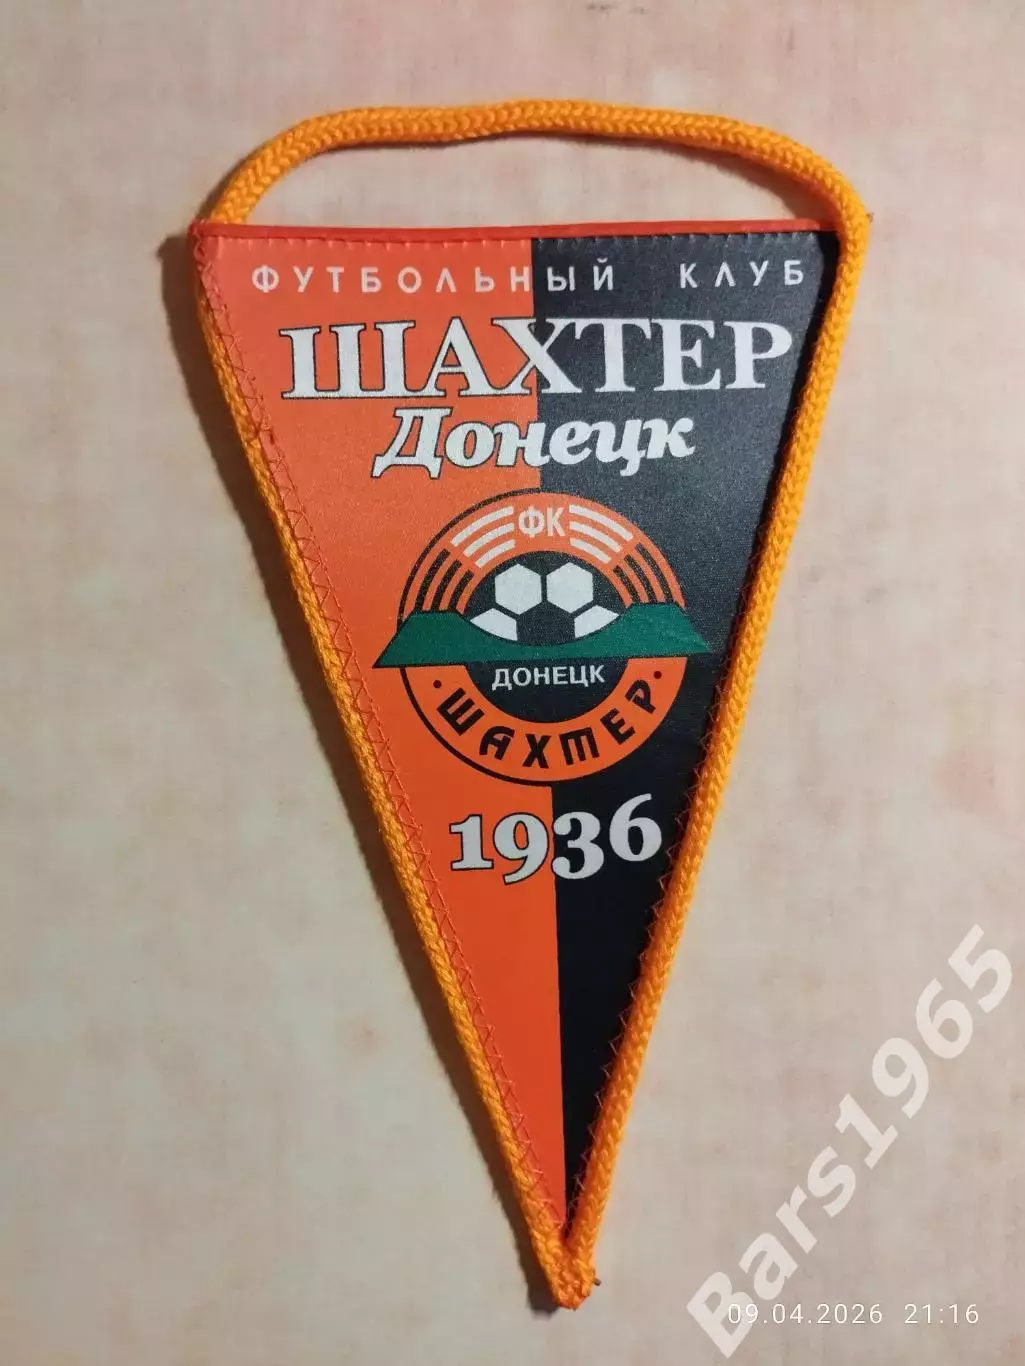 ФУТБОЛЬНЫЙ КЛУБ
ШАХТЕР
Донецк
ФК
ДОНЕЦК
·ШАХТЕР·
1936
Bars1965
09.04.2026 21:16